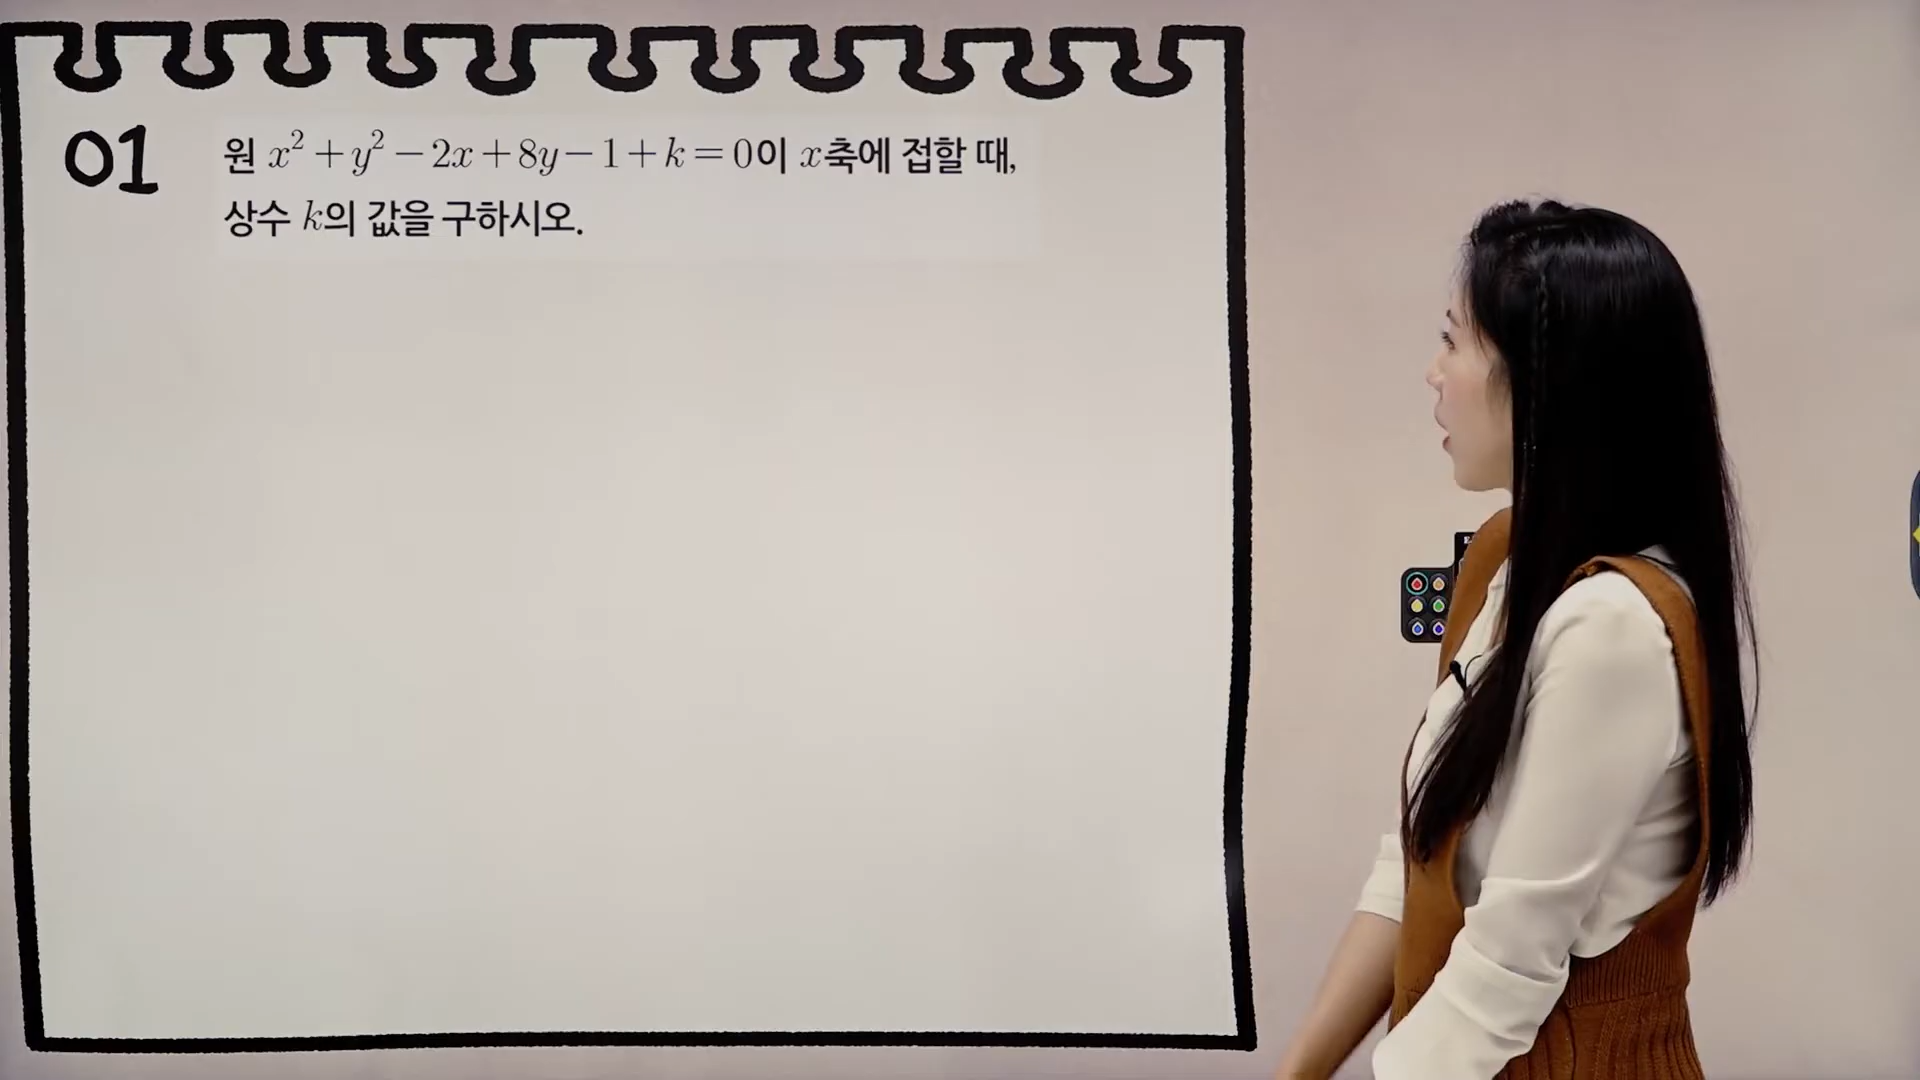 01
원 x² + y² − 2x + 8y − 1 + k = 0이 x축에 접할 때,
상수 k의 값을 구하시오.